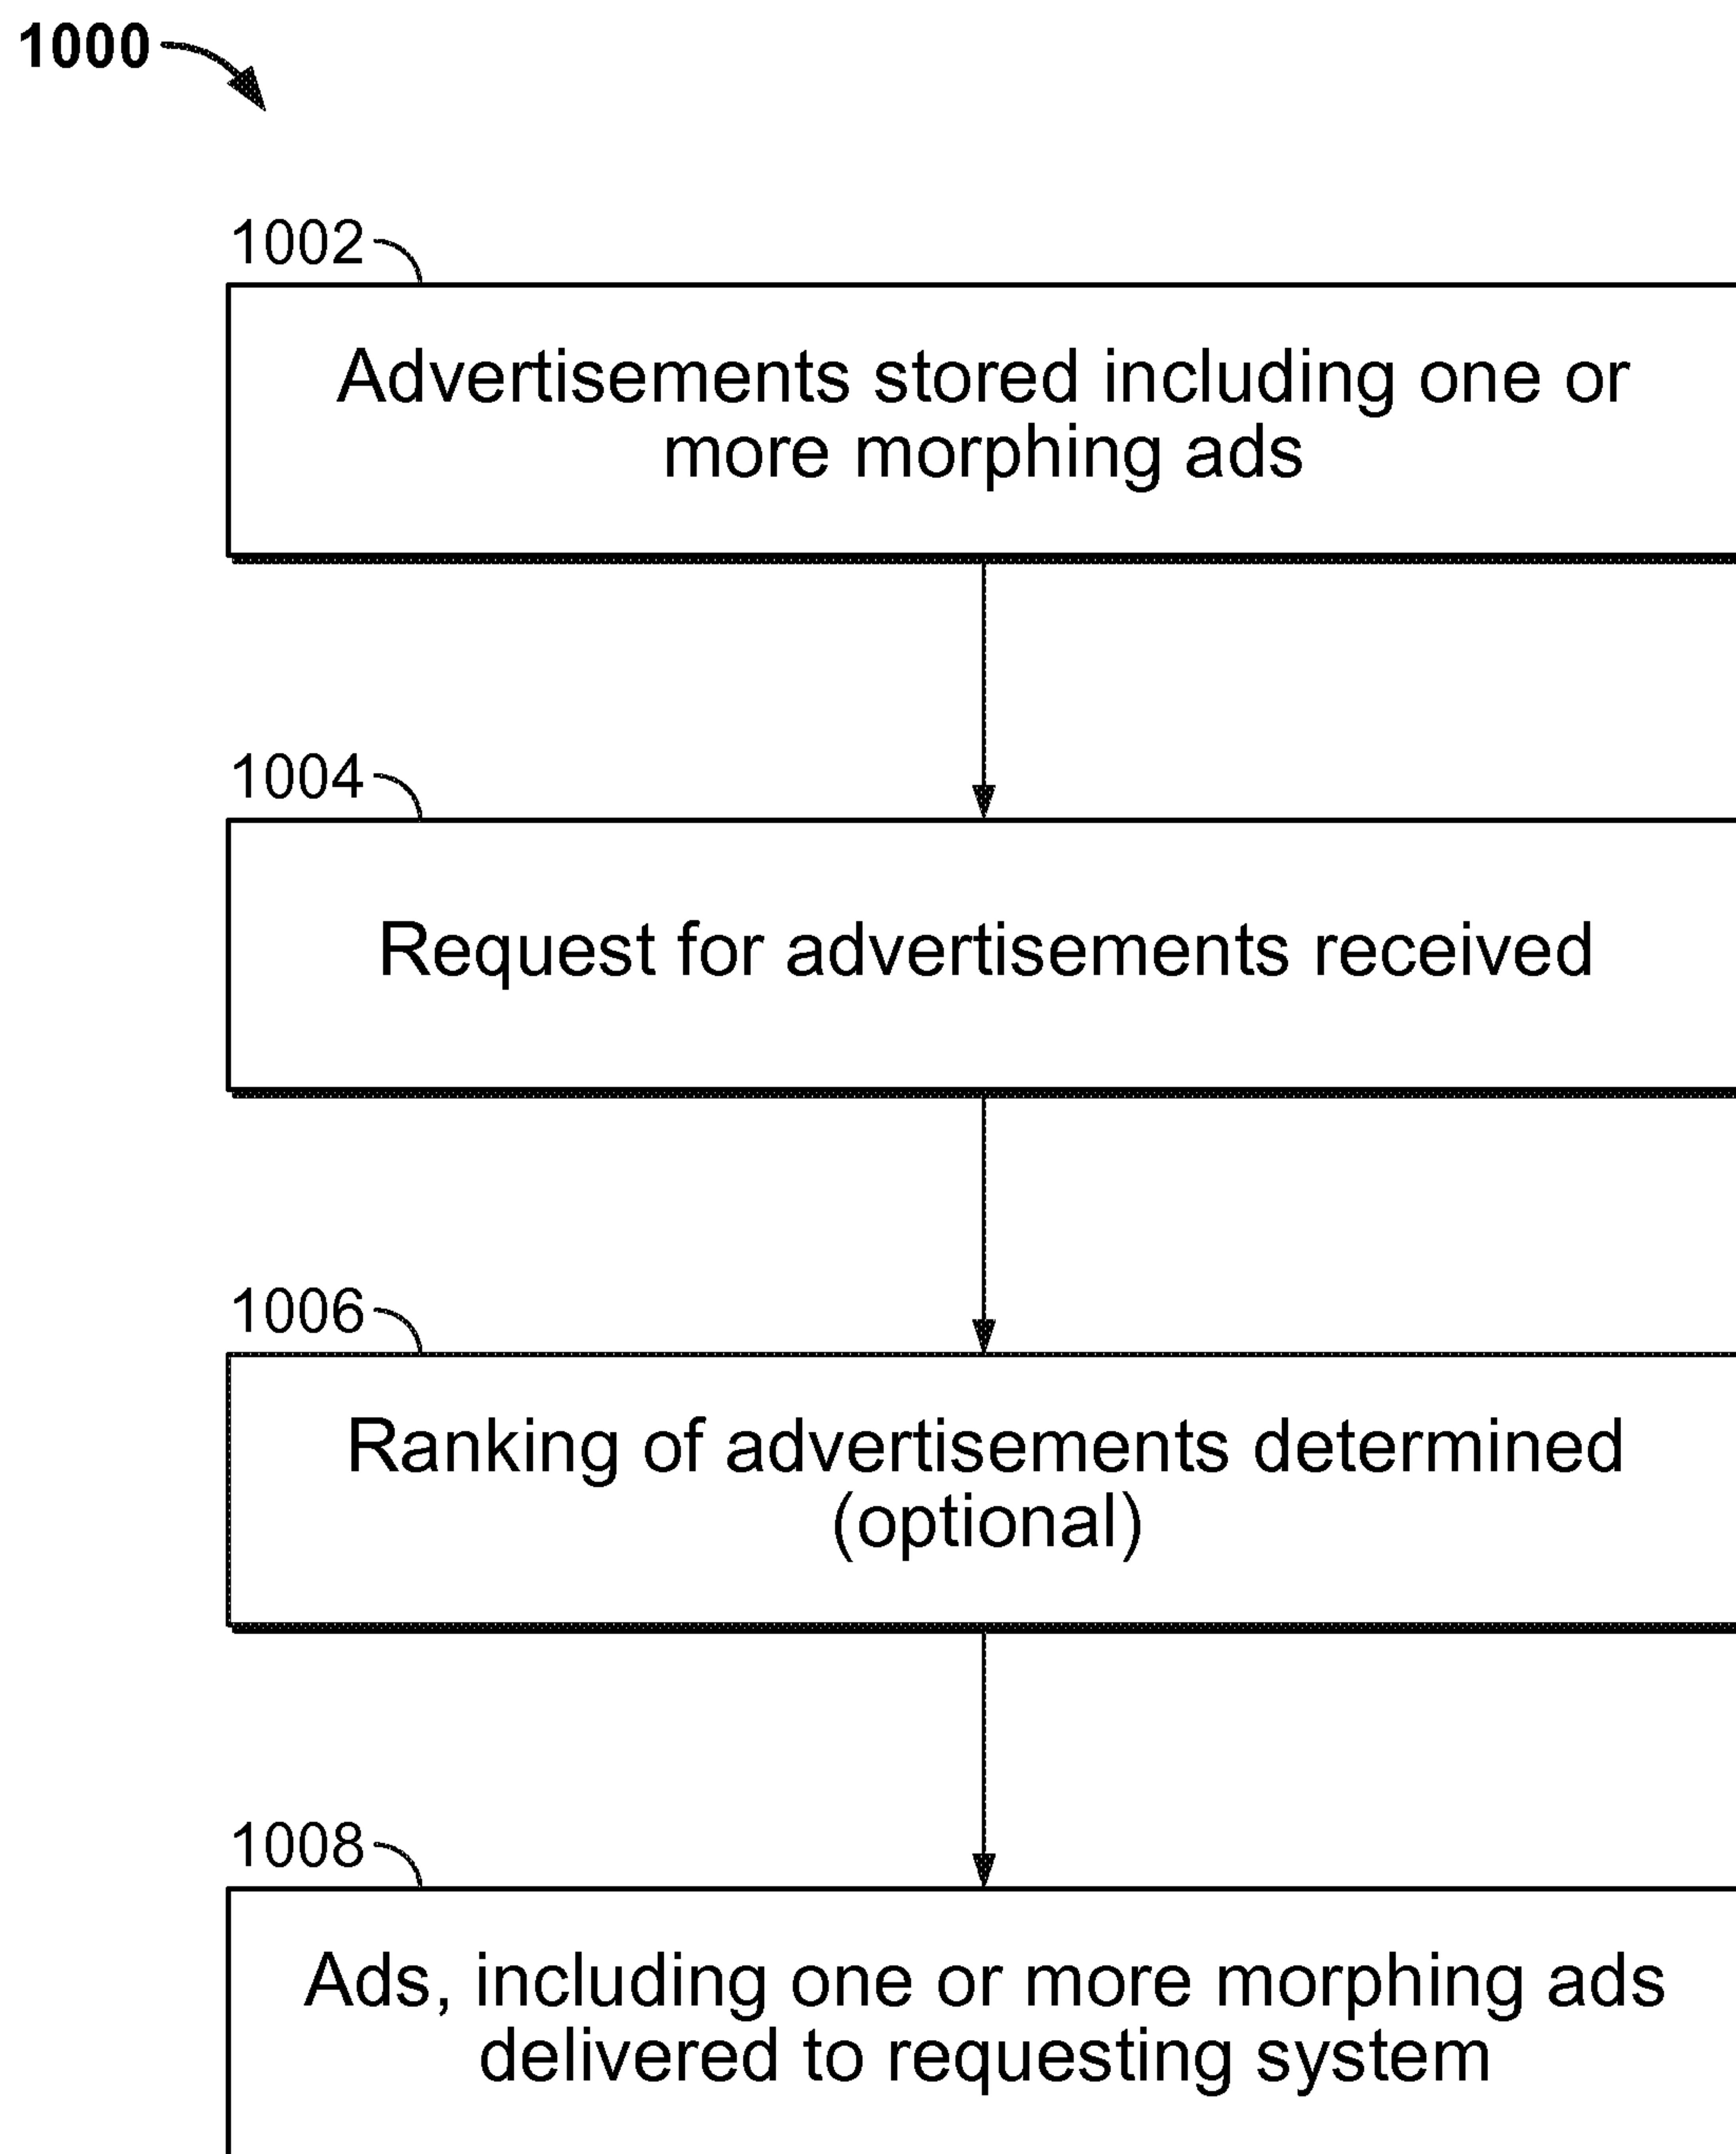 1000
1002
Advertisements stored including one or
more morphing ads
1004
Request for advertisements received
1006
Ranking of advertisements determined
(optional)
1008
Ads, including one or more morphing ads
delivered to requesting system